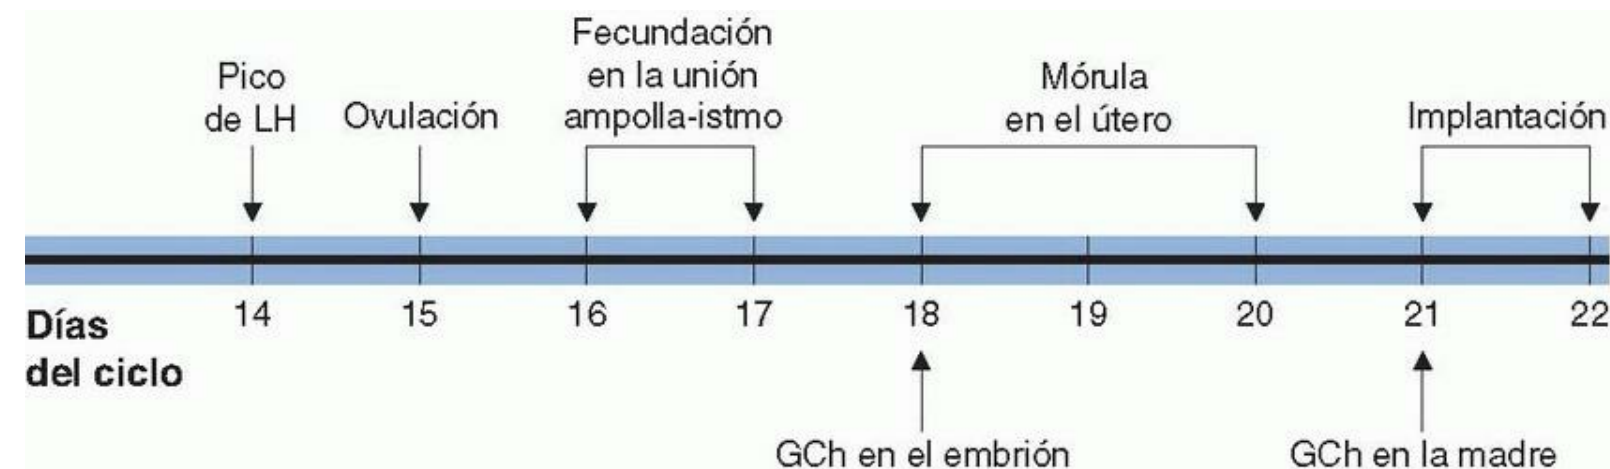 Pico
de LH
Ovulación
Fecundación
en la unión
ampolla-istmo
Mórula
en el útero
Implantación
Días
del ciclo
14 15 16 17 18 19 20 21 22
GCh en el embrión
GCh en la madre